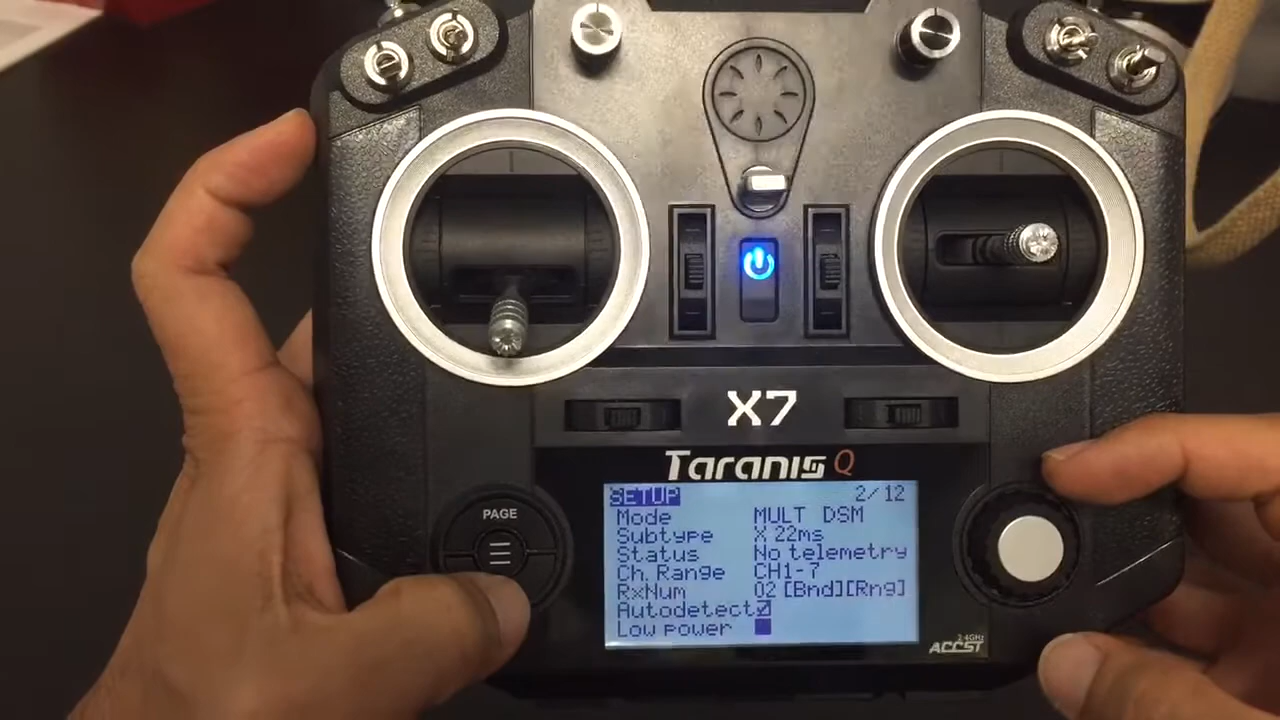 X7
Taranis Q
PAGE
SETUP 2/12
Mode MULT DSM
Subtype X 22ms
Status No telemetry
Ch. Range CH1-7
RxNum 02 [Bnd][Rng]
Autodetect
Low power
2.4GHz
ACCST